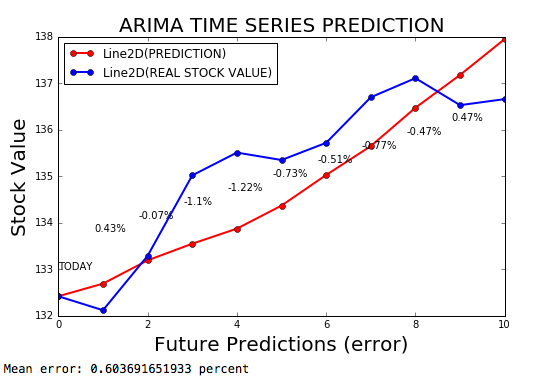 ARIMA TIME SERIES PREDICTION
138
Line2D(PREDICTION)
Line2D(REAL STOCK VALUE)
137
136
135
134
133
132
Stock Value
TODAY
0.43%
-0.07%
-1.1%
-1.22%
-0.73%
-0.51%
-0.77%
-0.47%
0.47%
0 2 4 6 8 10
Future Predictions (error)
Mean error: 0.603691651933 percent